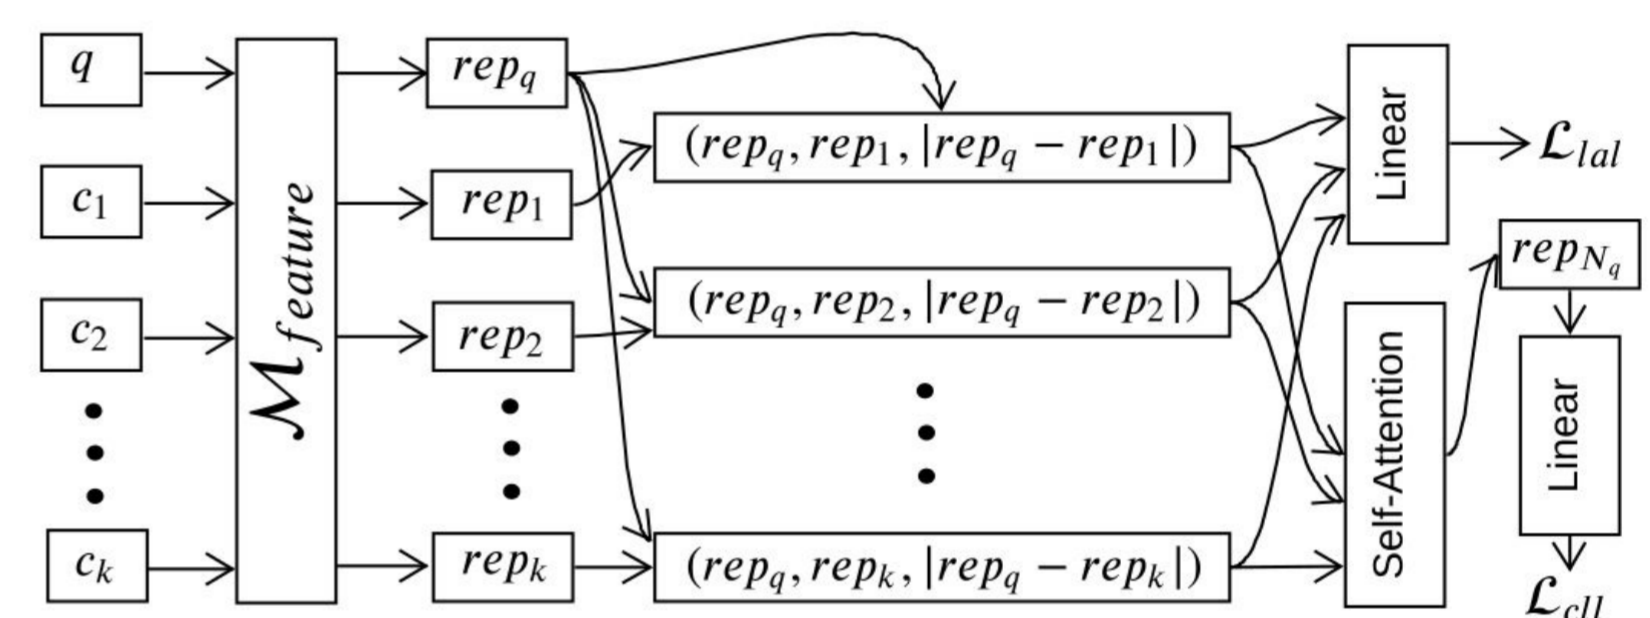 q
c1
c2
ck
Mfeature
repq
rep1
rep2
repk
(repq, rep1, |repq − rep1|)
(repq, rep2, |repq − rep2|)
(repq, repk, |repq − repk|)
Linear
Self-Attention
ℒlal
repNq
Linear
ℒcll